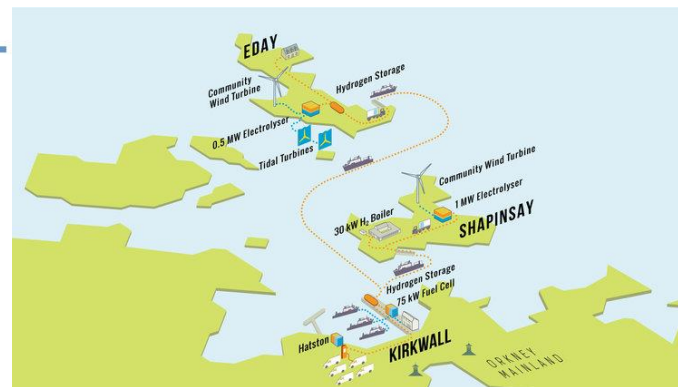 EDAY
Community
Wind Turbine
Hydrogen Storage
0.5 MW Electrolyser
Tidal Turbines
Community Wind Turbine
1 MW Electrolyser
30 kW H₂ Boiler
SHAPINSAY
Hydrogen Storage
75 kW Fuel Cell
Hatston
KIRKWALL
ORKNEY
MAINLAND